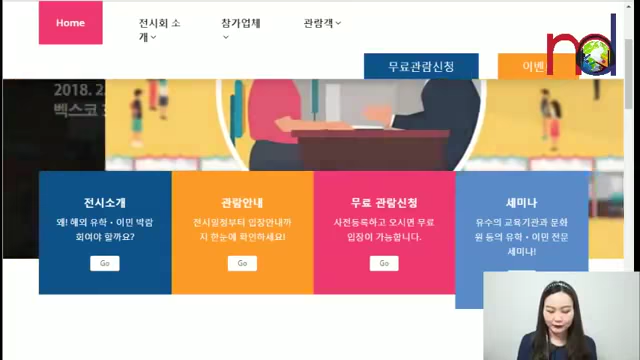 Home
전시회 소
개
참가업체
관람객
무료관람신청
이벤
nd
2018. 2.
벡스코
전시소개
왜! 해외 유학·이민 박람
회여야 할까요?
Go
관람안내
전시일정부터 입장안내까
지 한눈에 확인하세요!
Go
무료 관람신청
사전등록하고 오시면 무료
입장이 가능합니다.
Go
세미나
유수의 교육기관과 문화
원 등의 유학·이민 전문
세미나!